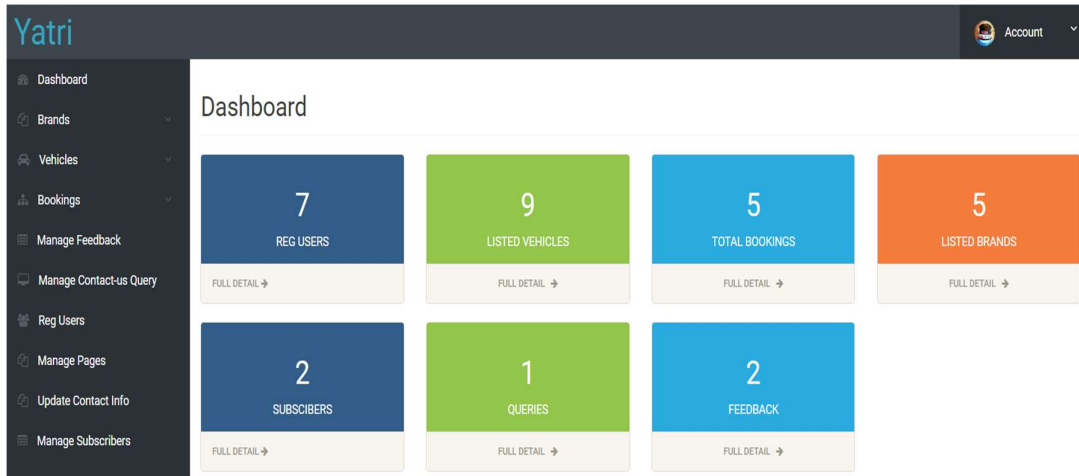 Yatri
Account
Dashboard
Brands
Vehicles
Bookings
Manage Feedback
Manage Contact-us Query
Reg Users
Manage Pages
Update Contact Info
Manage Subscribers
Dashboard
7
REG USERS
FULL DETAIL
9
LISTED VEHICLES
FULL DETAIL
5
TOTAL BOOKINGS
FULL DETAIL
5
LISTED BRANDS
FULL DETAIL
2
SUBSCIBERS
FULL DETAIL
1
QUERIES
FULL DETAIL
2
FEEDBACK
FULL DETAIL